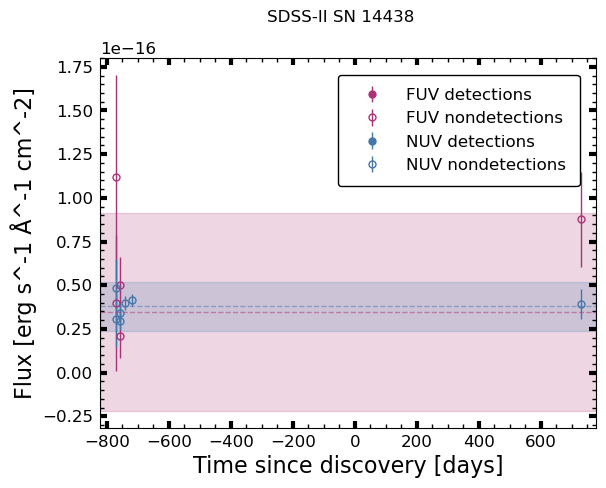 SDSS-II SN 14438
1e−16
1.75
1.50
1.25
1.00
0.75
0.50
0.25
0.00
−0.25
Flux [erg s^-1 Å^-1 cm^-2]
FUV detections
FUV nondetections
NUV detections
NUV nondetections
−800
−600
−400
−200
0
200
400
600
Time since discovery [days]